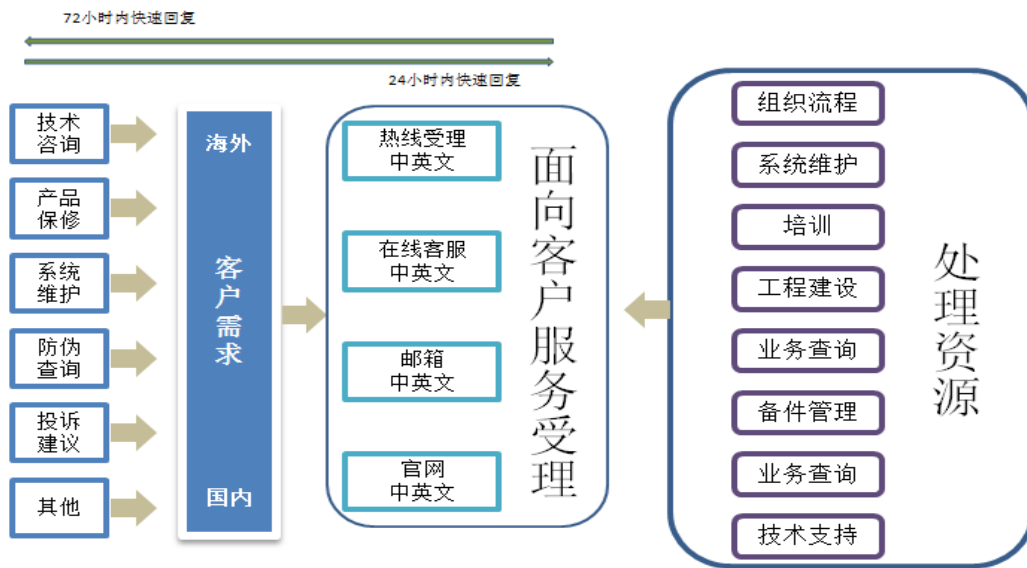 72小时内快速回复
24小时内快速回复
技术
咨询
产品
保修
系统
维护
防伪
查询
投诉
建议
其他
海外
客户需求
国内
热线受理
中英文
在线客服
中英文
邮箱
中英文
官网
中英文
面向客户服务受理
组织流程
系统维护
培训
工程建设
业务查询
备件管理
业务查询
技术支持
处理资源